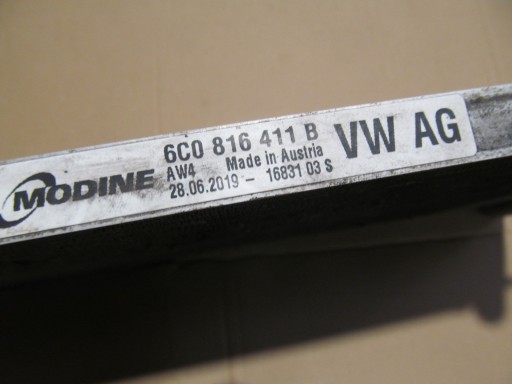 MODINE
6C0 816 411 B
AW4 Made in Austria
28.06.2019 - 16831 03 S
VW AG